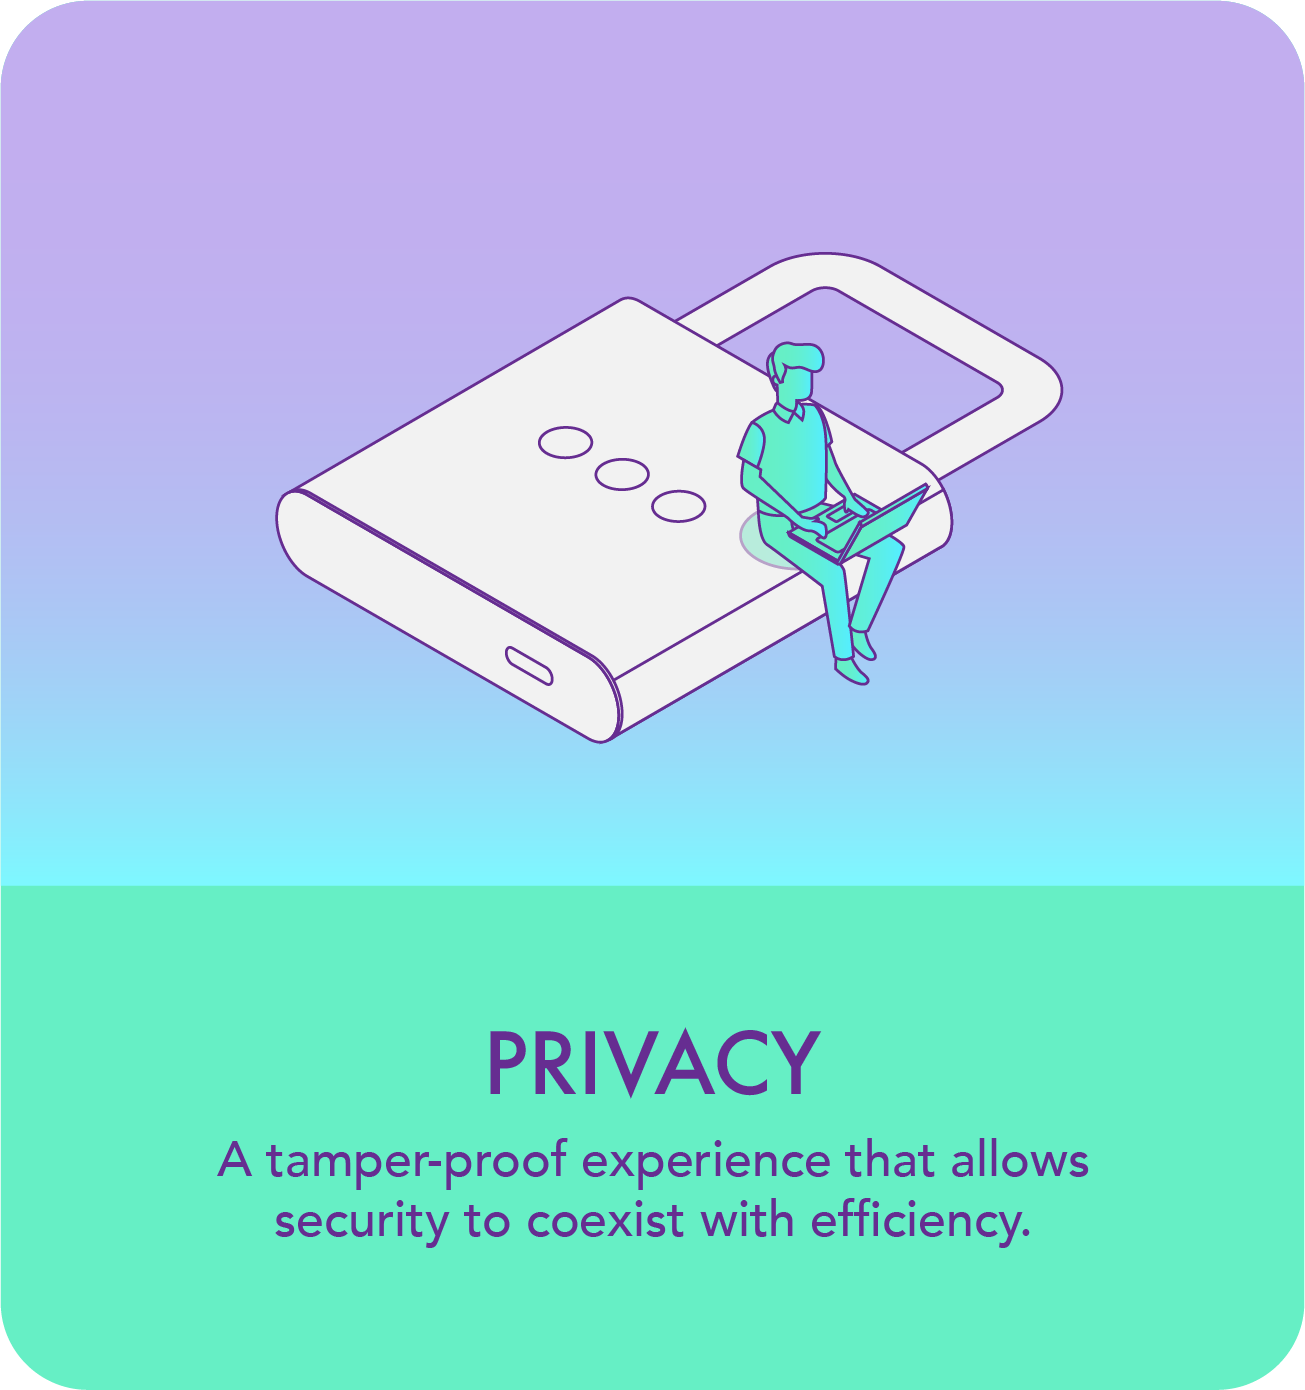 PRIVACY
A tamper-proof experience that allows
security to coexist with efficiency.